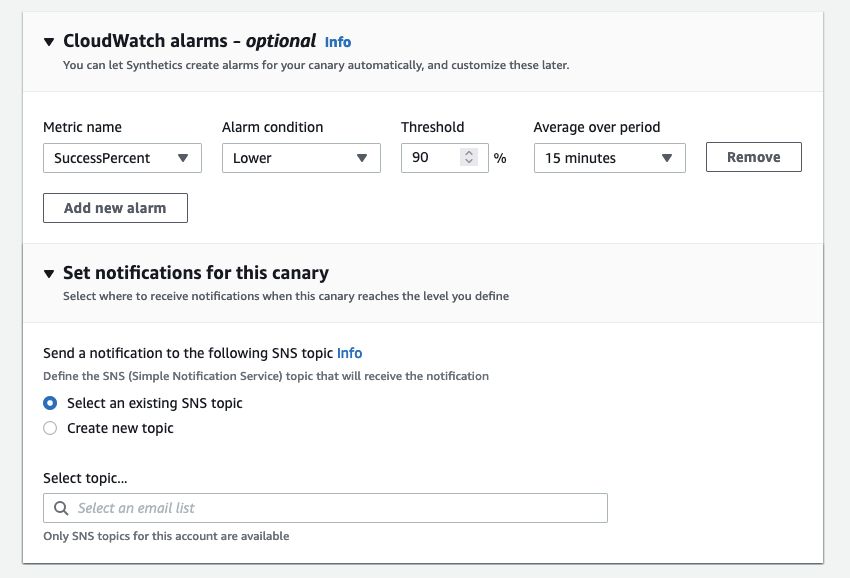 CloudWatch alarms – optional Info
You can let Synthetics create alarms for your canary automatically, and customize these later.
Metric name Alarm condition Threshold Average over period
SuccessPercent Lower 90 % 15 minutes Remove
Add new alarm
Set notifications for this canary
Select where to receive notifications when this canary reaches the level you define
Send a notification to the following SNS topic Info
Define the SNS (Simple Notification Service) topic that will receive the notification
Select an existing SNS topic
Create new topic
Select topic...
Select an email list
Only SNS topics for this account are available